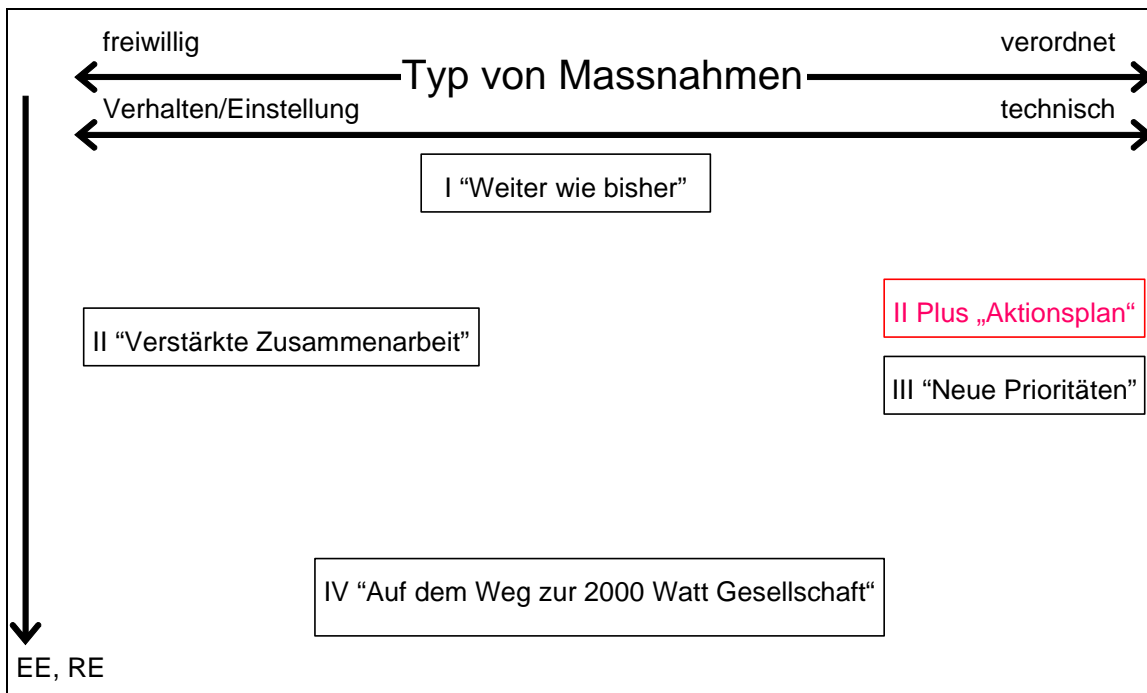 freiwillig verordnet
Typ von Massnahmen
Verhalten/Einstellung technisch
I “Weiter wie bisher”
II Plus „Aktionsplan“
II “Verstärkte Zusammenarbeit”
III “Neue Prioritäten”
IV “Auf dem Weg zur 2000 Watt Gesellschaft“
EE, RE